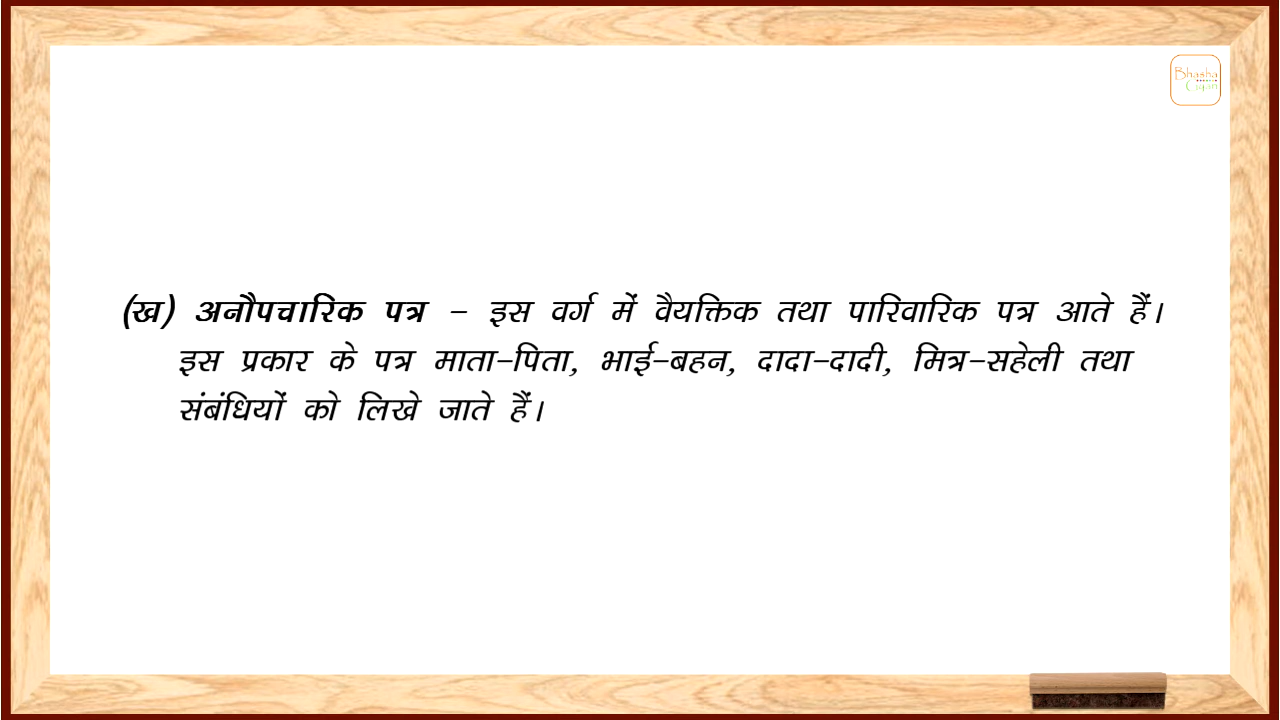 Bhasha
Gyan
(ख) अनौपचारिक पत्र – इस वर्ग में वैयक्तिक तथा पारिवारिक पत्र आते हैं।
इस प्रकार के पत्र माता–पिता, भाई–बहन, दादा–दादी, मित्र–सहेली तथा
संबंधियों को लिखे जाते हैं।